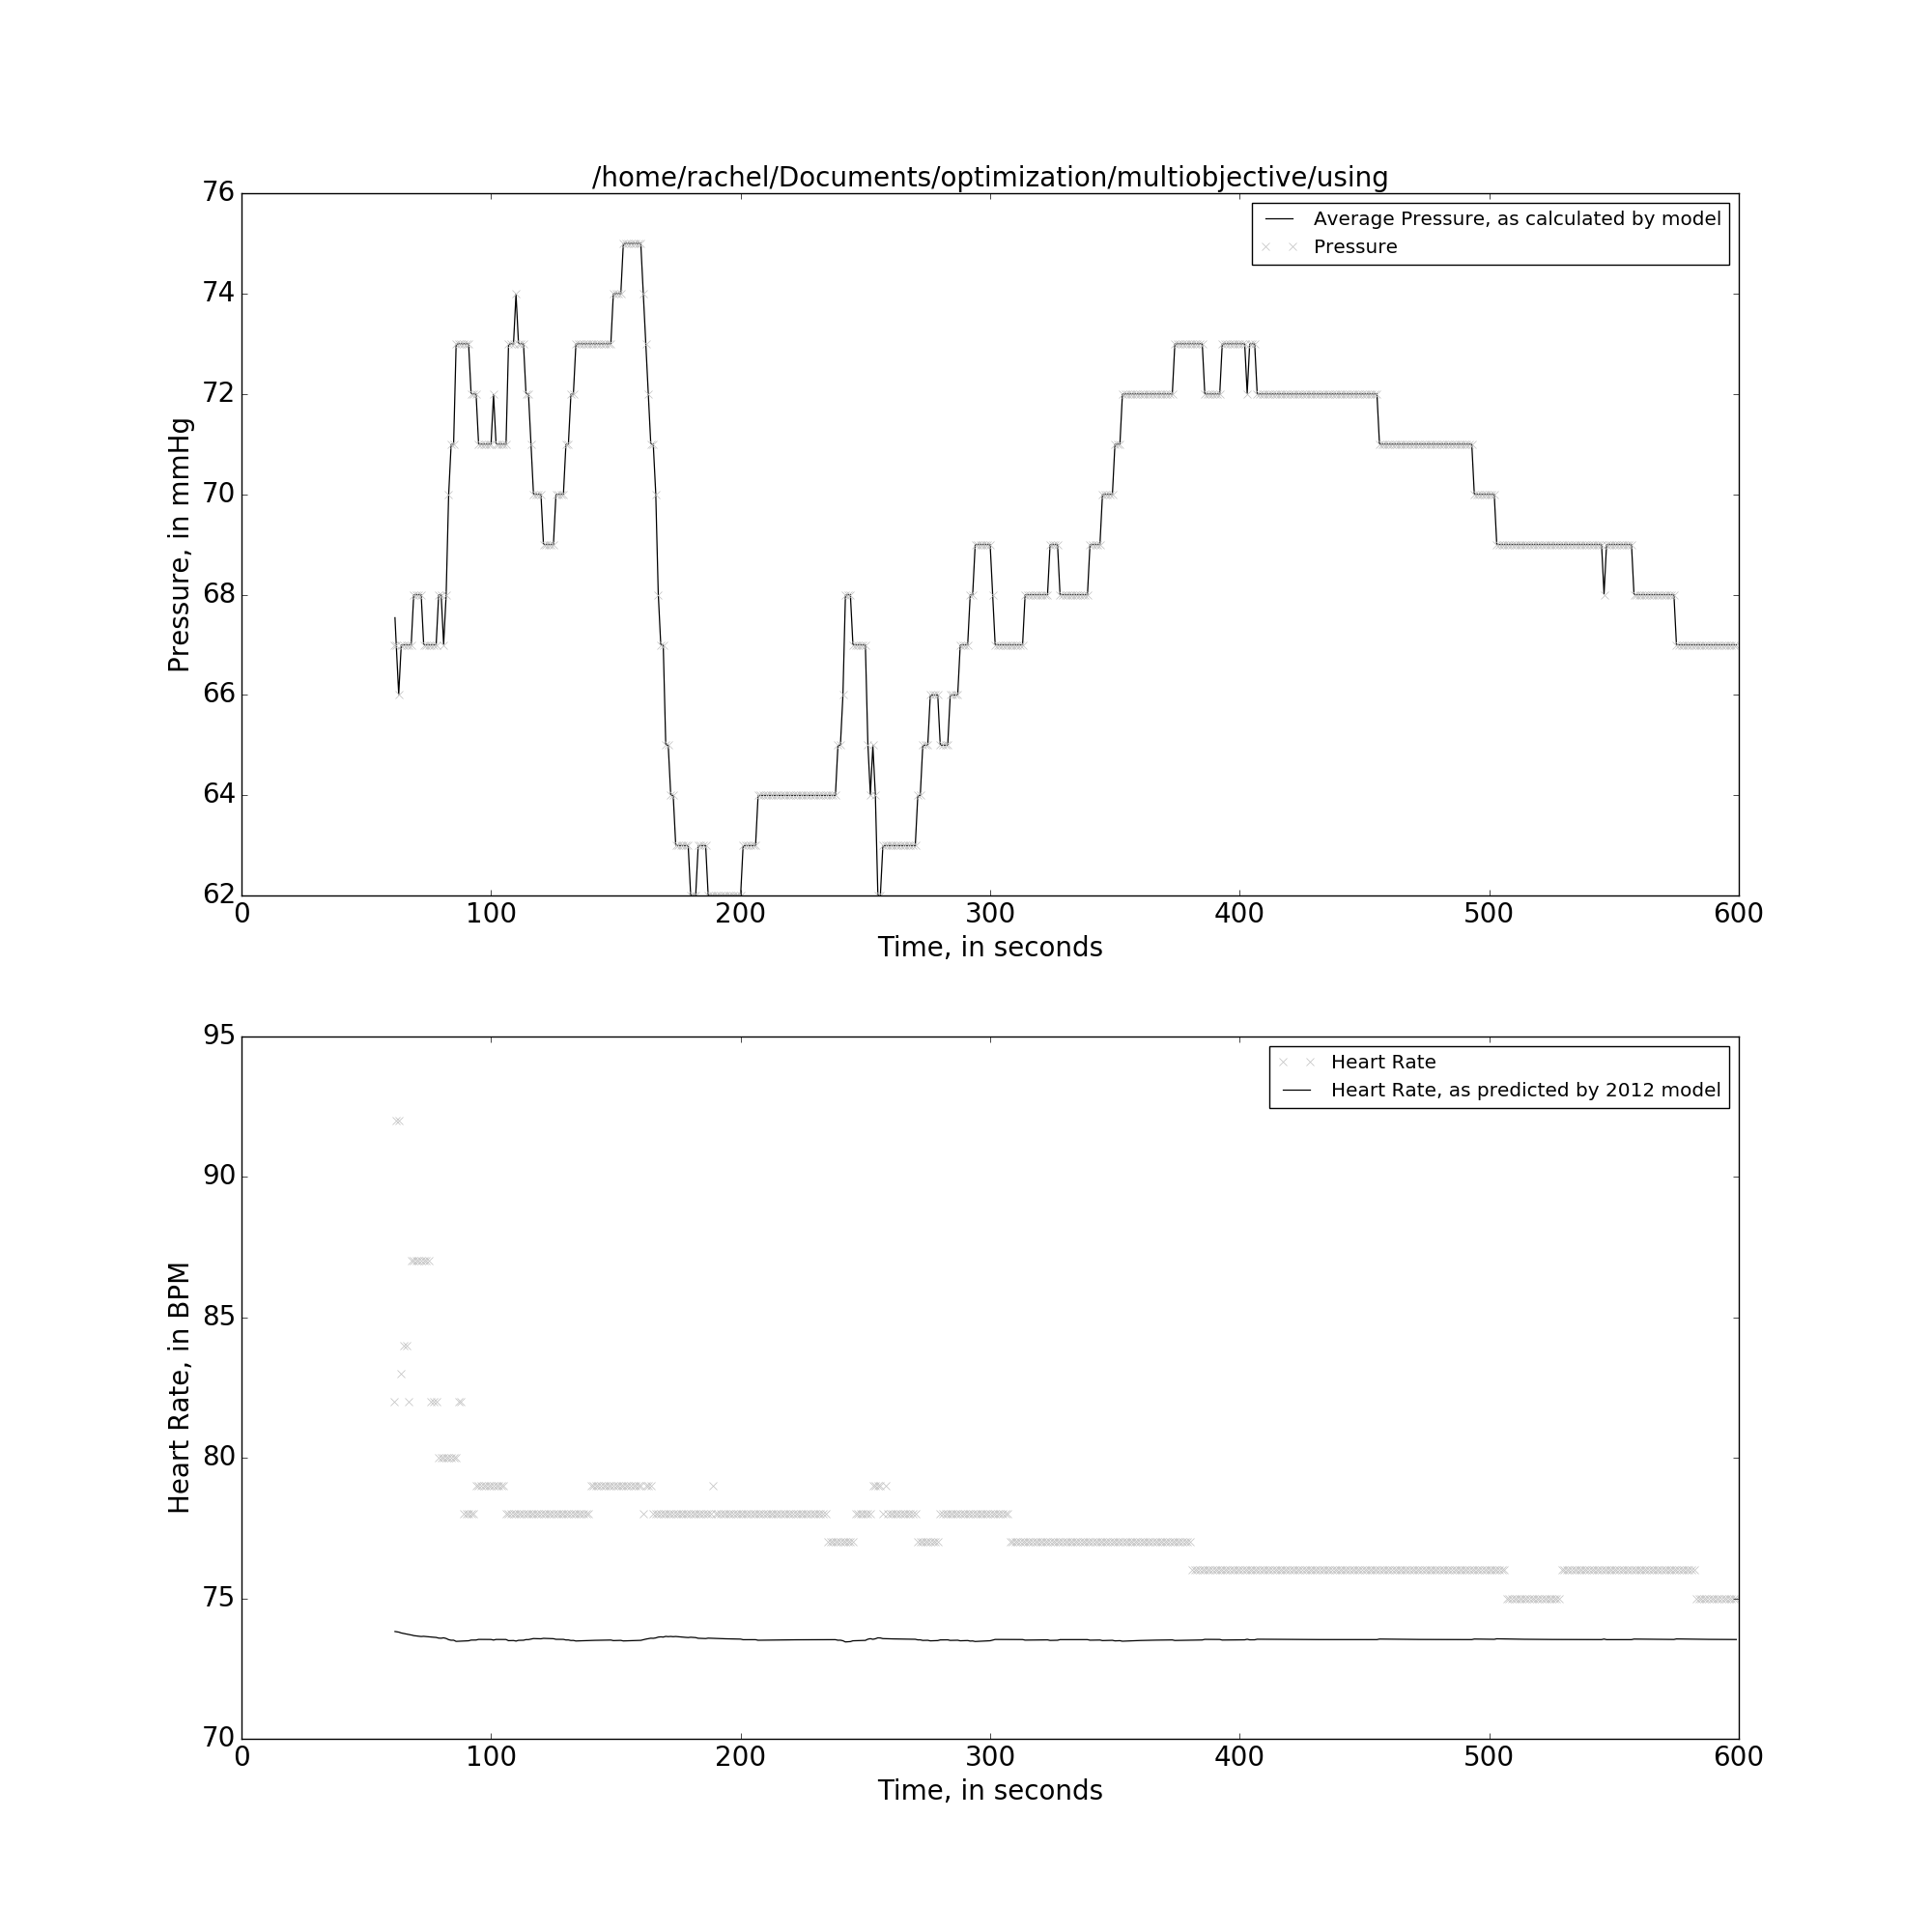 /home/rachel/Documents/optimization/multiobjective/using
76
74
72
70
68
66
64
62
Pressure, in mmHg
Average Pressure, as calculated by model
Pressure
0 100 200 300 400 500 600
Time, in seconds
95
90
85
80
75
70
Heart Rate, in BPM
Heart Rate
Heart Rate, as predicted by 2012 model
0 100 200 300 400 500 600
Time, in seconds